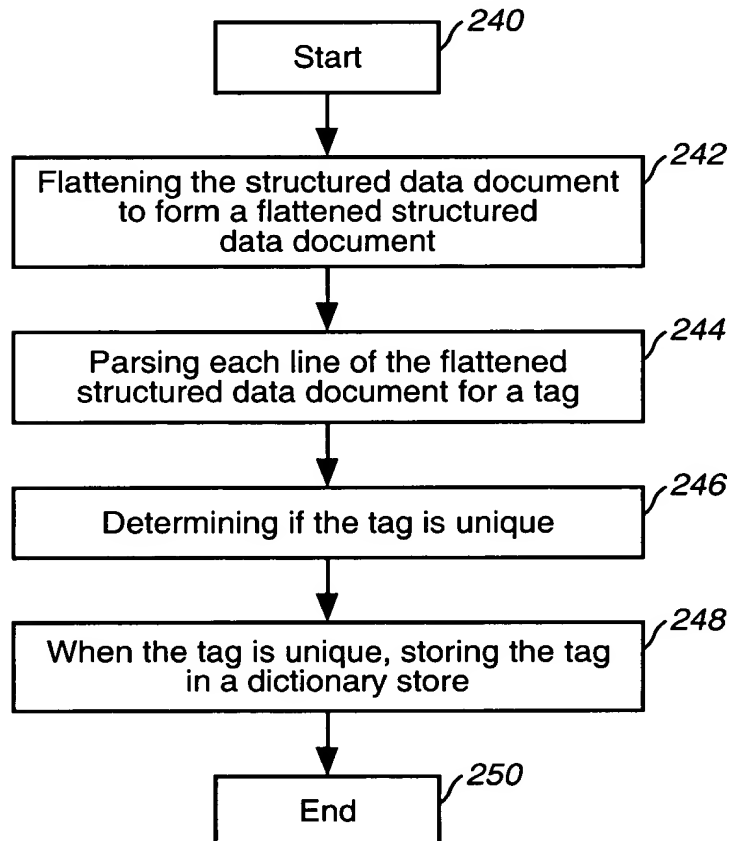 240
Start
242
Flattening the structured data document
to form a flattened structured
data document
244
Parsing each line of the flattened
structured data document for a tag
246
Determining if the tag is unique
248
When the tag is unique, storing the tag
in a dictionary store
250
End